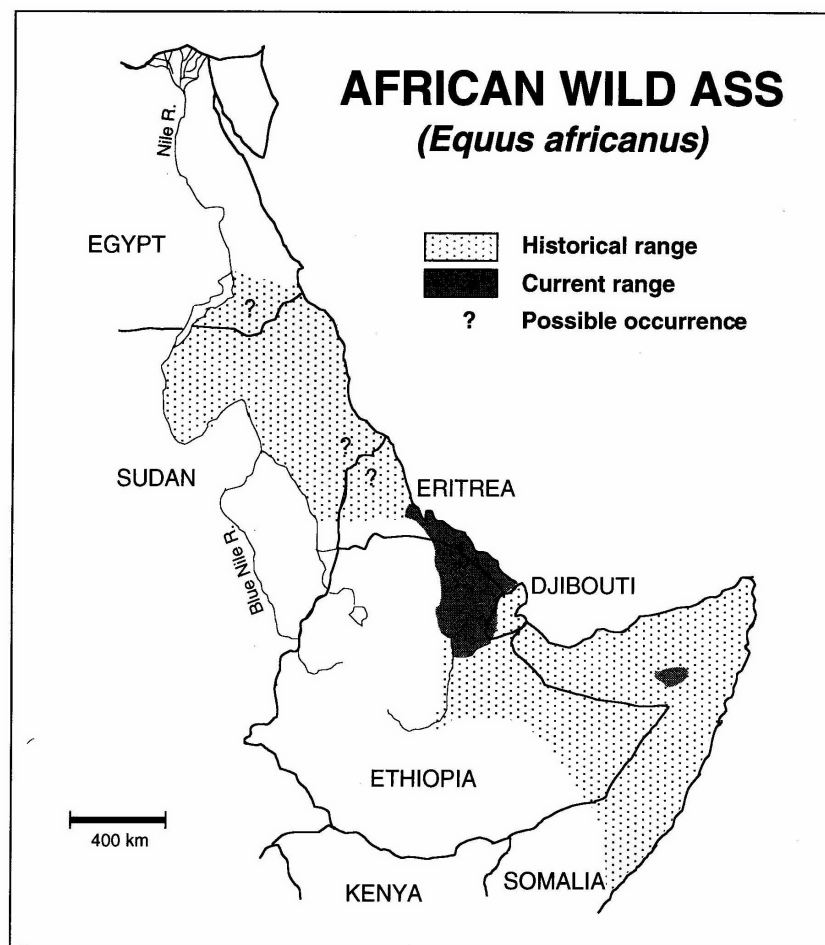 AFRICAN WILD ASS
(Equus africanus)
Nile R.
EGYPT
Historical range
Current range
? Possible occurrence
?
?
?
SUDAN
ERITREA
Blue Nile R.
DJIBOUTI
ETHIOPIA
400 km
KENYA
SOMALIA